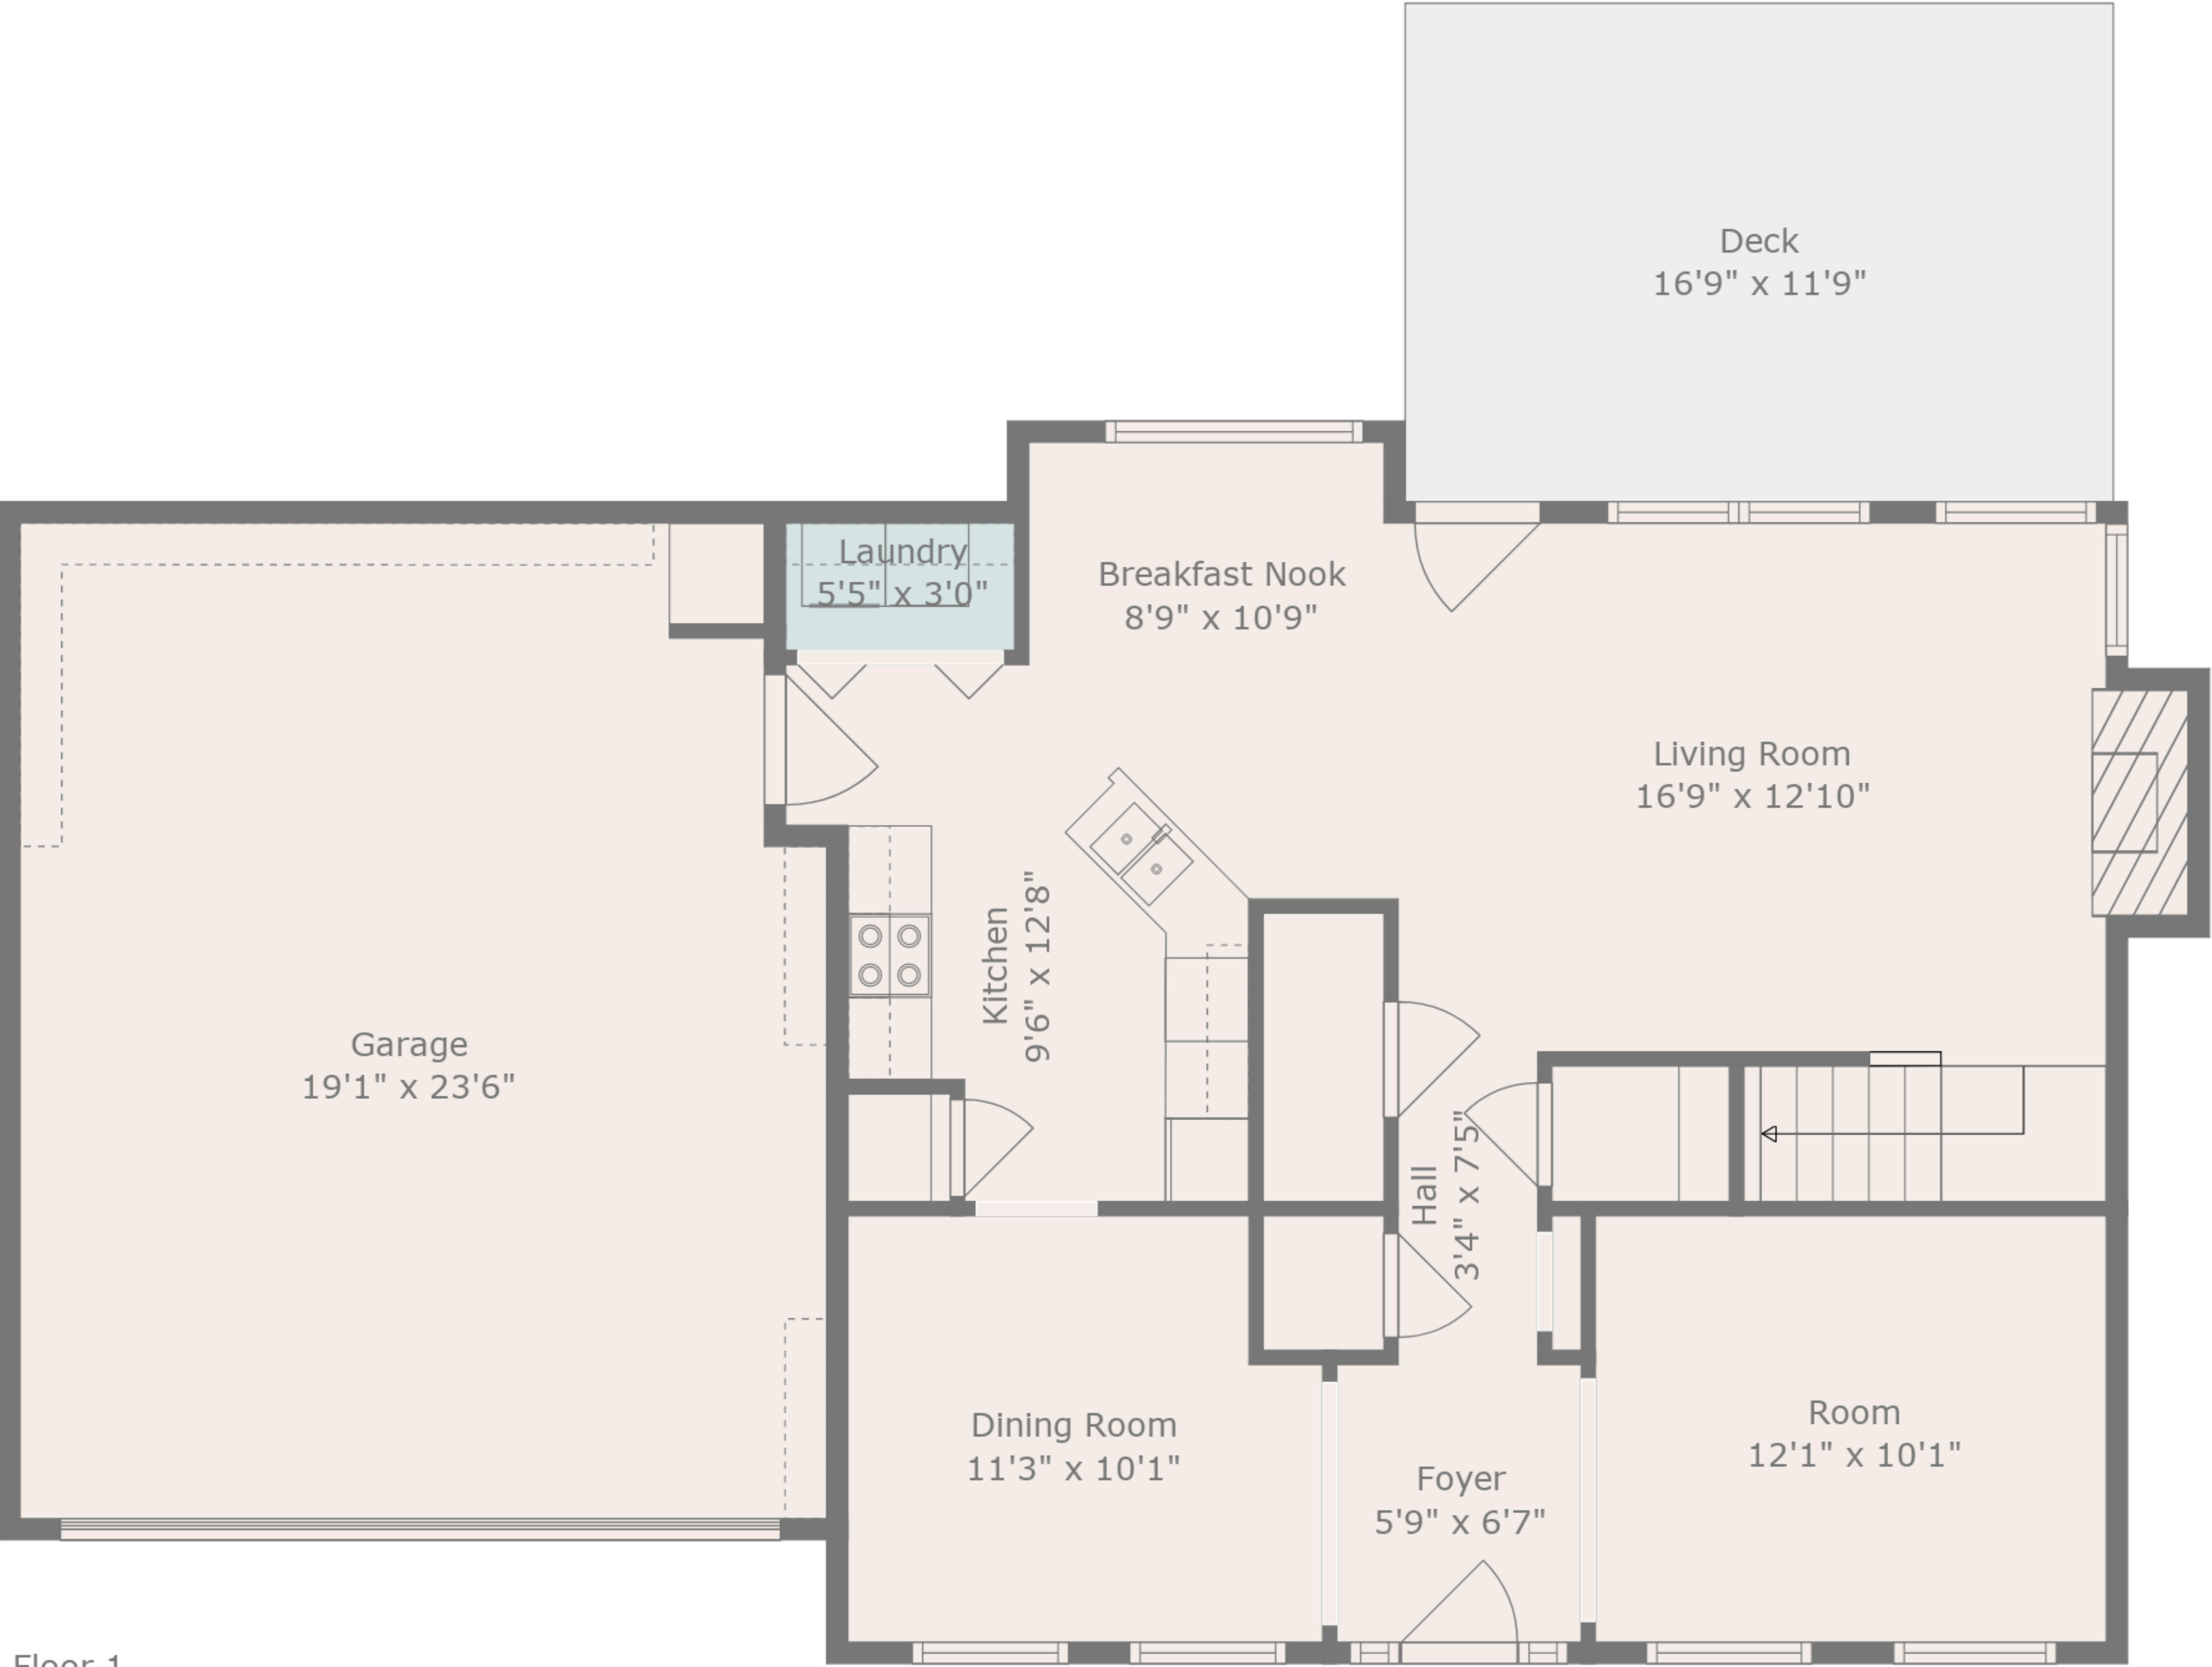 Deck
16'9" x 11'9"
Laundry
5'5" x 3'0"
Breakfast Nook
8'9" x 10'9"
Living Room
16'9" x 12'10"
Kitchen
9'6" x 12'8"
Garage
19'1" x 23'6"
Hall
3'4" x 7'5"
Dining Room
11'3" x 10'1"
Foyer
5'9" x 6'7"
Room
12'1" x 10'1"
Floor 1